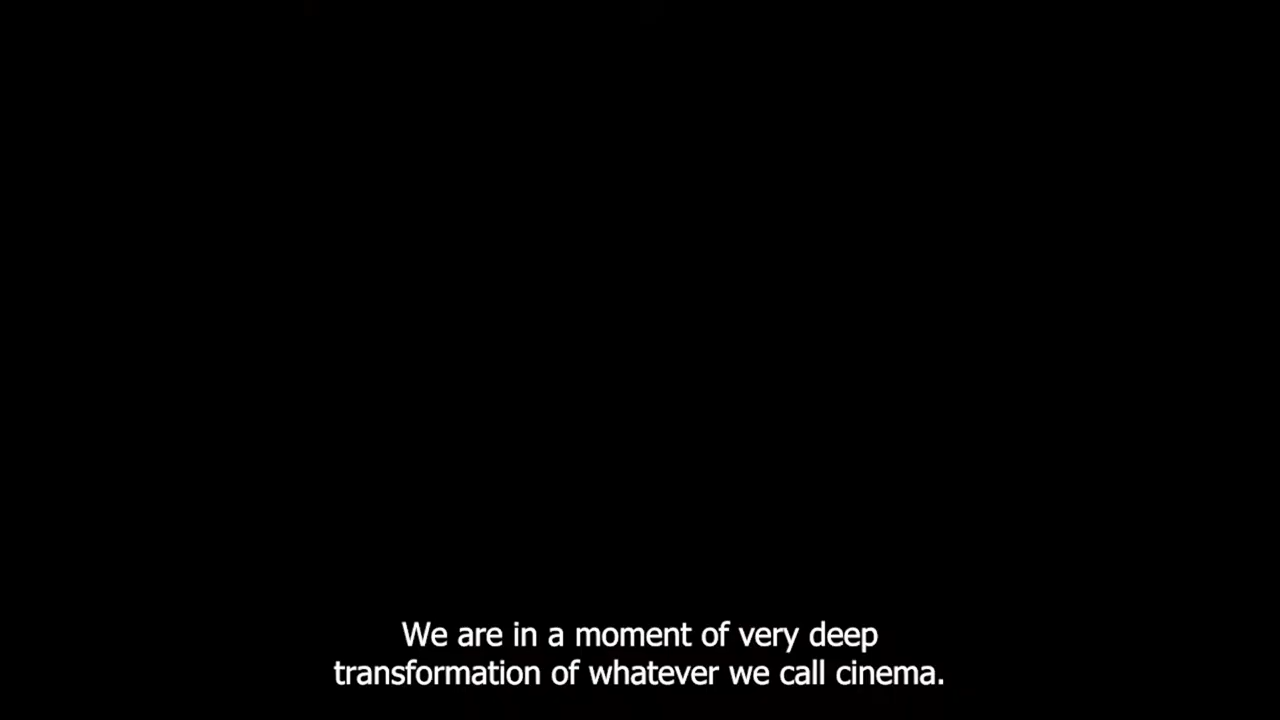 We are in a moment of very deep
transformation of whatever we call cinema.